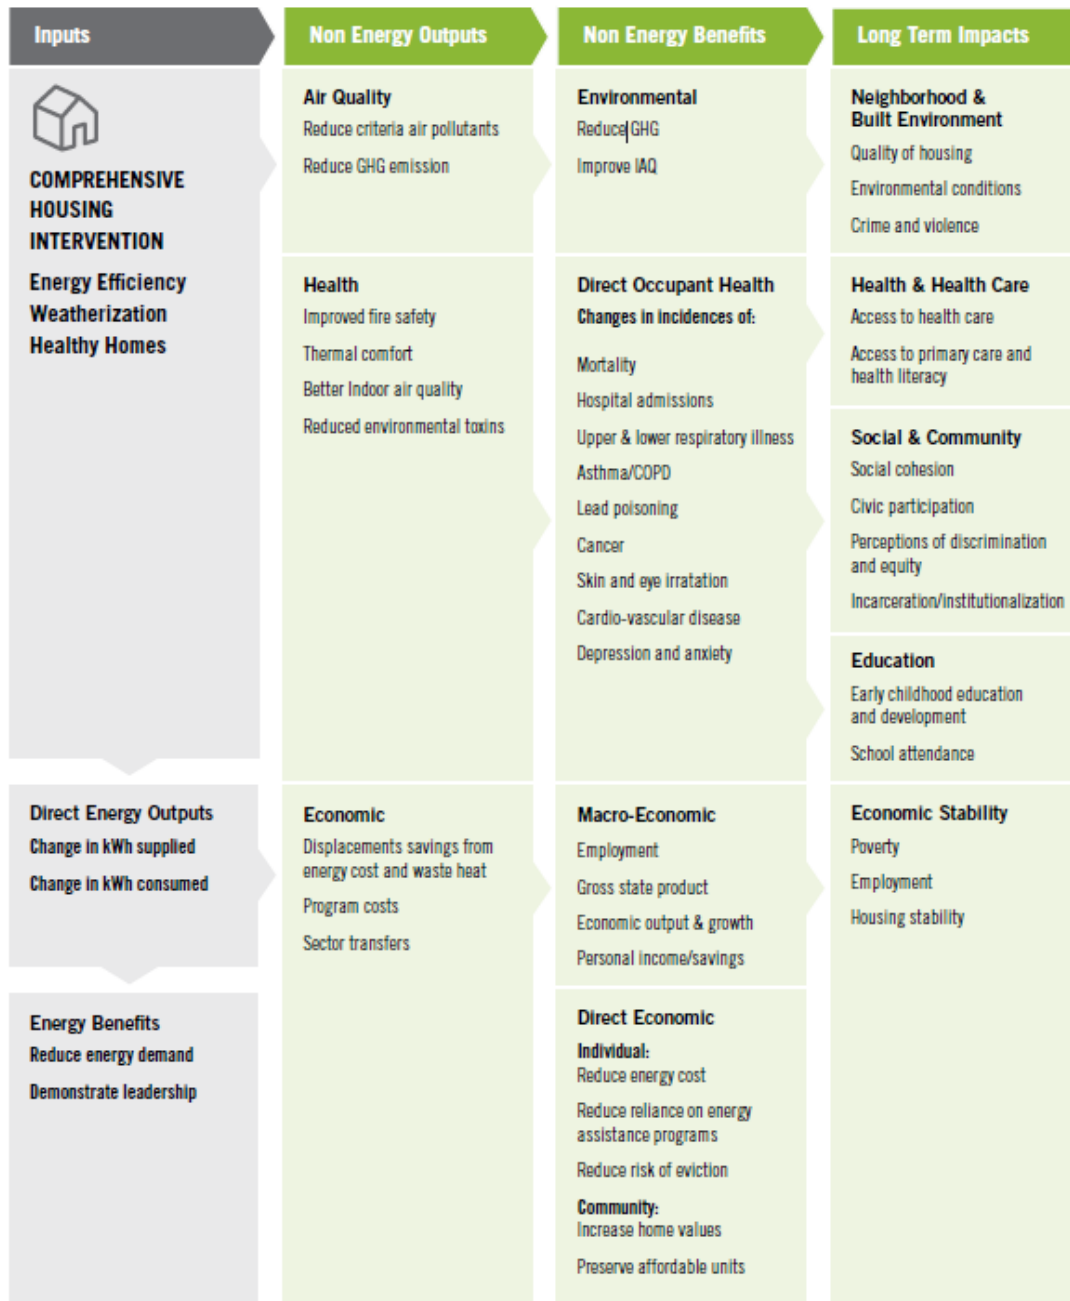 Inputs
COMPREHENSIVE
HOUSING
INTERVENTION
Energy Efficiency
Weatherization
Healthy Homes
Direct Energy Outputs
Change in kWh supplied
Change in kWh consumed
Energy Benefits
Reduce energy demand
Demonstrate leadership
Non Energy Outputs
Air Quality
Reduce criteria air pollutants
Reduce GHG emission
Health
Improved fire safety
Thermal comfort
Better Indoor air quality
Reduced environmental toxins
Economic
Displacements savings from
energy cost and waste heat
Program costs
Sector transfers
Non Energy Benefits
Environmental
Reduce GHG
Improve IAQ
Direct Occupant Health
Changes in incidences of:
Mortality
Hospital admissions
Upper & lower respiratory illness
Asthma/COPD
Lead poisoning
Cancer
Skin and eye irratation
Cardio-vascular disease
Depression and anxiety
Macro-Economic
Employment
Gross state product
Economic output & growth
Personal income/savings
Direct Economic
Individual:
Reduce energy cost
Reduce reliance on energy
assistance programs
Reduce risk of eviction
Community:
Increase home values
Preserve affordable units
Long Term Impacts
Neighborhood &
Built Environment
Quality of housing
Environmental conditions
Crime and violence
Health & Health Care
Access to health care
Access to primary care and
health literacy
Social & Community
Social cohesion
Civic participation
Perceptions of discrimination
and equity
Incarceration/institutionalization
Education
Early childhood education
and development
School attendance
Economic Stability
Poverty
Employment
Housing stability